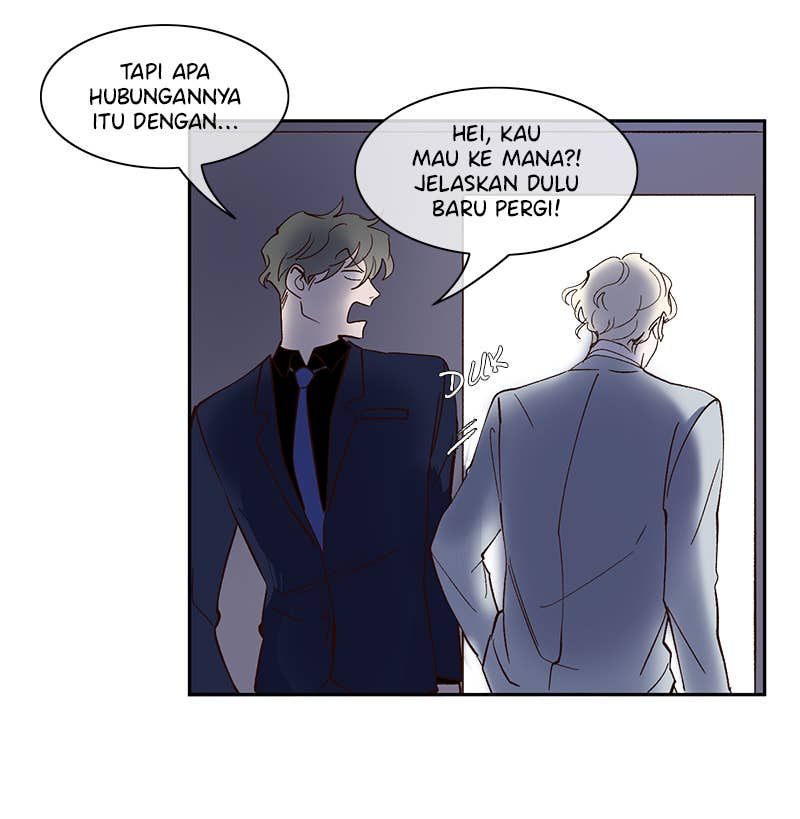 TAPI APA
HUBUNGANNYA
ITU DENGAN...
HEI, KAU
MAU KE MANA?!
JELASKAN DULU
BARU PERGI!
DUK